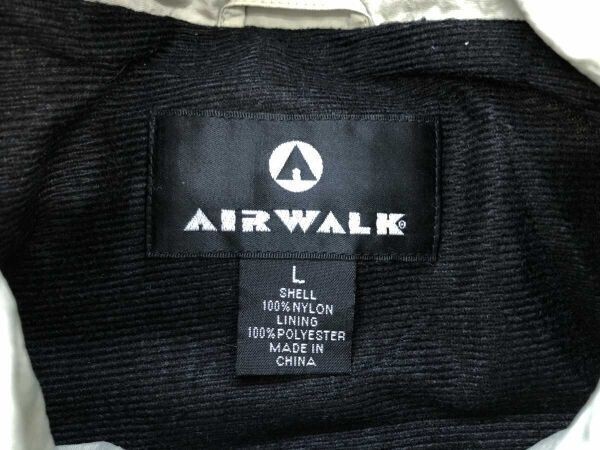 AIRWALK®
L
SHELL
100%NYLON
LINING
100%POLYESTER
MADE IN
CHINA